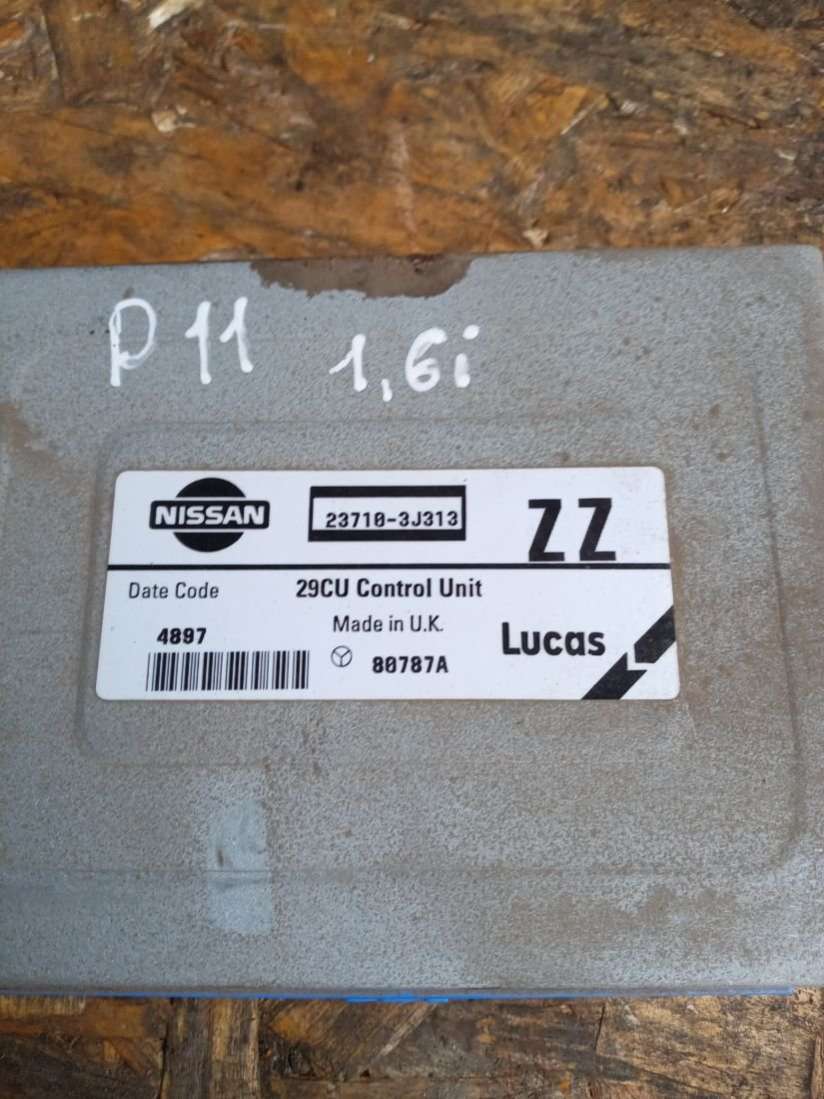 P11 1,6i
NISSAN 23710-3J313 ZZ
Date Code 29CU Control Unit
4897 Made in U.K. Lucas
80787A